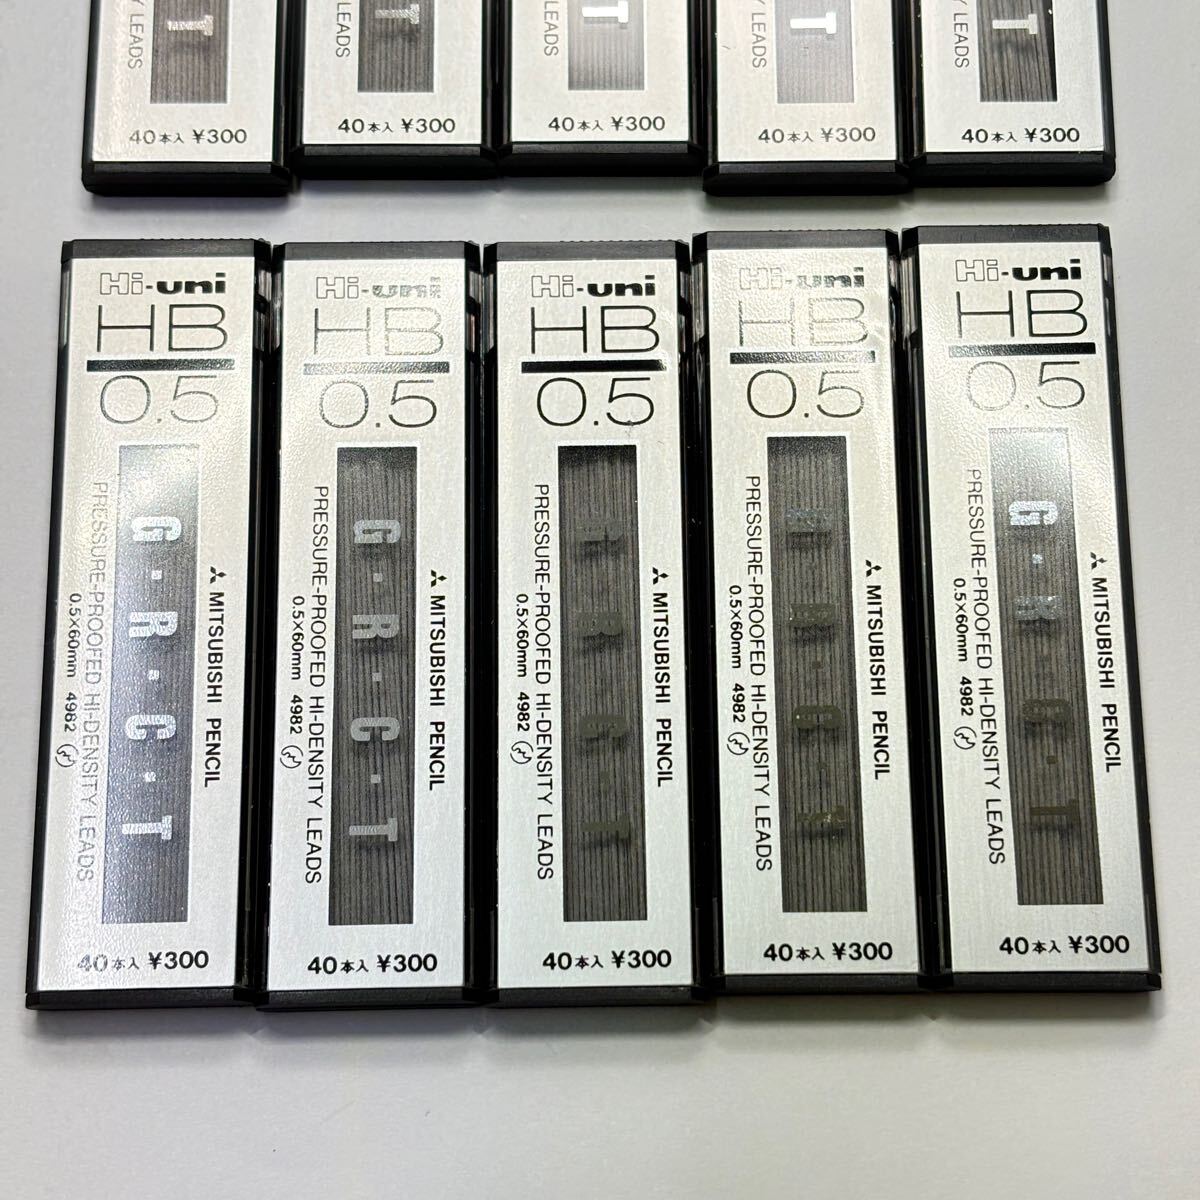 T
Y LEADS
40本入 ¥300
T
Y LEADS
40本入 ¥300
T
LEADS
40本入 ¥300
T
Y LEADS
40本入 ¥300
T
Y LEADS
40本入 ¥300
Hi-uni
HB
0.5
G・R・C・T
PRESSURE-PROOFED HI-DENSITY LEADS
MITSUBISHI PENCIL
0.5×60mm 4982
40本入 ¥300
Hi-uni
HB
0.5
G・R・C・T
PRESSURE-PROOFED HI-DENSITY LEADS
MITSUBISHI PENCIL
0.5×60mm 4982
40本入 ¥300
Hi-uni
HB
0.5
G・R・C・T
PRESSURE-PROOFED HI-DENSITY LEADS
MITSUBISHI PENCIL
0.5×60mm 4982
40本入 ¥300
Hi-uni
HB
0.5
G・R・C・T
PRESSURE-PROOFED HI-DENSITY LEADS
MITSUBISHI PENCIL
0.5×60mm 4982
40本入 ¥300
Hi-uni
HB
0.5
G・R・C・T
PRESSURE-PROOFED HI-DENSITY LEADS
MITSUBISHI PENCIL
0.5×60mm 4982
40本入 ¥300